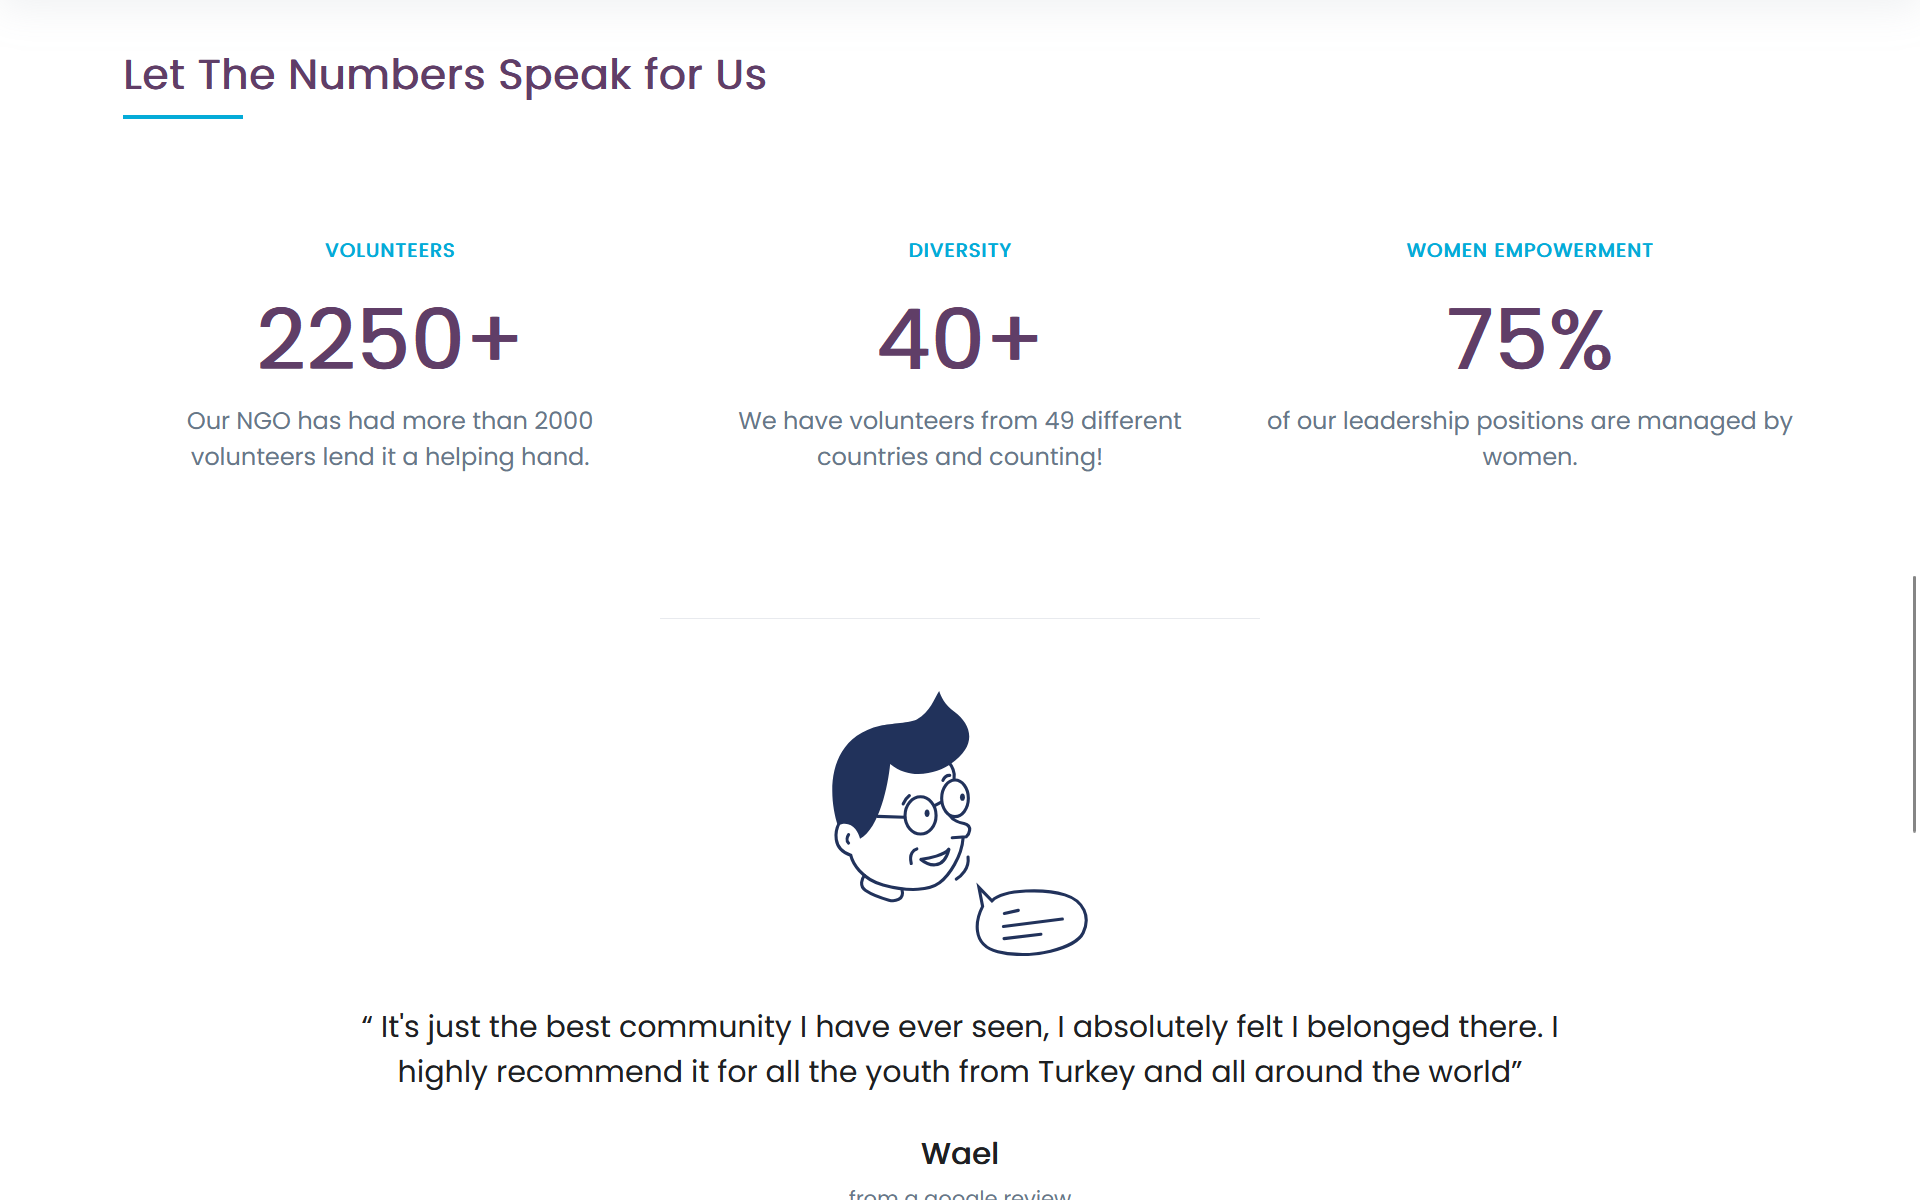 Let The Numbers Speak for Us
VOLUNTEERS
2250+
Our NGO has had more than 2000
volunteers lend it a helping hand.
DIVERSITY
40+
We have volunteers from 49 different
countries and counting!
WOMEN EMPOWERMENT
75%
of our leadership positions are managed by
women.
“ It's just the best community I have ever seen, I absolutely felt I belonged there. I
highly recommend it for all the youth from Turkey and all around the world”
Wael
from a google review